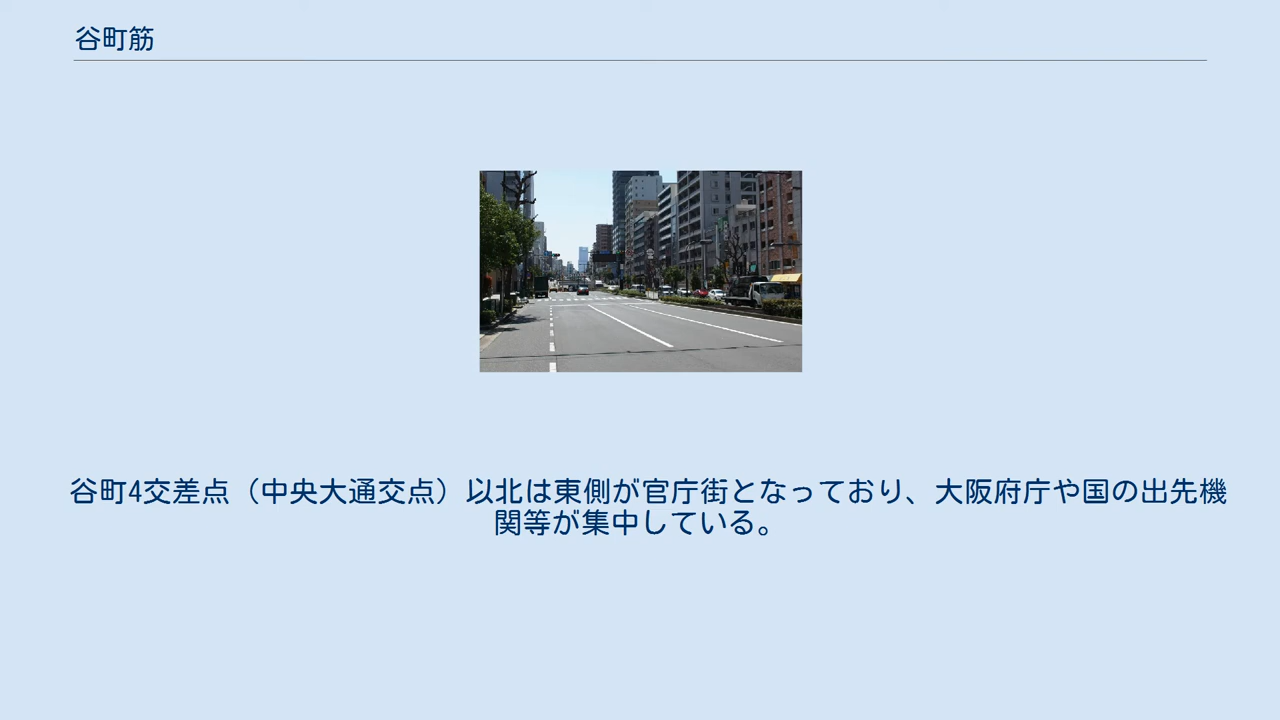 谷町筋
谷町4交差点（中央大通交点）以北は東側が官庁街となっており、大阪府庁や国の出先機
関等が集中している。